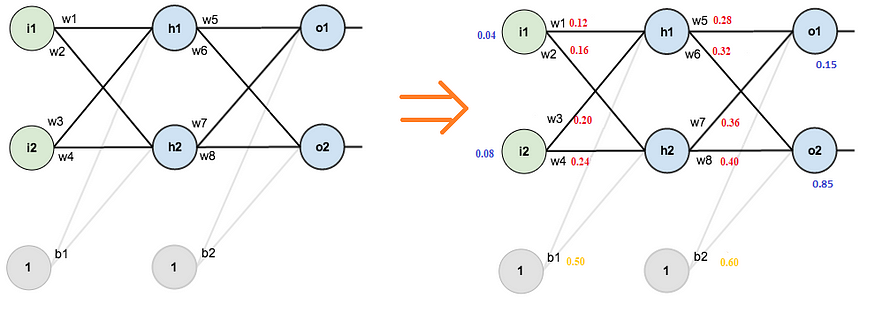 i1 w1 h1 w5 o1
w2 w6
w3 w7
i2 w4 h2 w8 o2
b1 b2
1 1
0.04 i1 w1 0.12 h1 w5 0.28 o1
w2 0.16 w6 0.32 0.15
w3 0.20 w7 0.36
0.08 i2 w4 0.24 h2 w8 0.40 o2
0.85
b1 0.50 b2 0.60
1 1